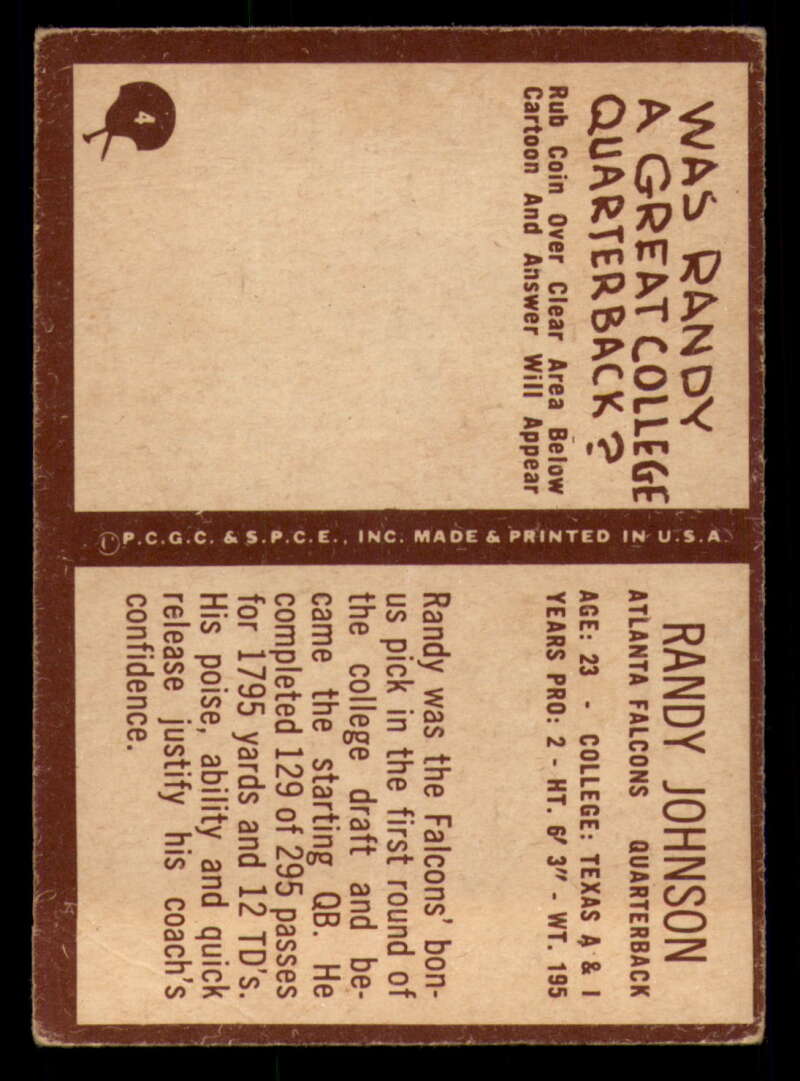 4
WAS RANDY
A GREAT COLLEGE
QUARTERBACK?
Rub Coin Over Clear Area Below
Cartoon And Answer Will Appear
P.C.G.C. & S.P.C.E., INC. MADE & PRINTED IN U.S.A
RANDY JOHNSON
ATLANTA FALCONS QUARTERBACK
AGE: 23 - COLLEGE: TEXAS A & I
YEARS PRO: 2 - HT. 6' 3" - WT. 195
Randy was the Falcons' bon-
us pick in the first round of
the college draft and be-
came the starting QB. He
completed 129 of 295 passes
for 1795 yards and 12 TD's.
His poise, ability and quick
release justify his coach's
confidence.